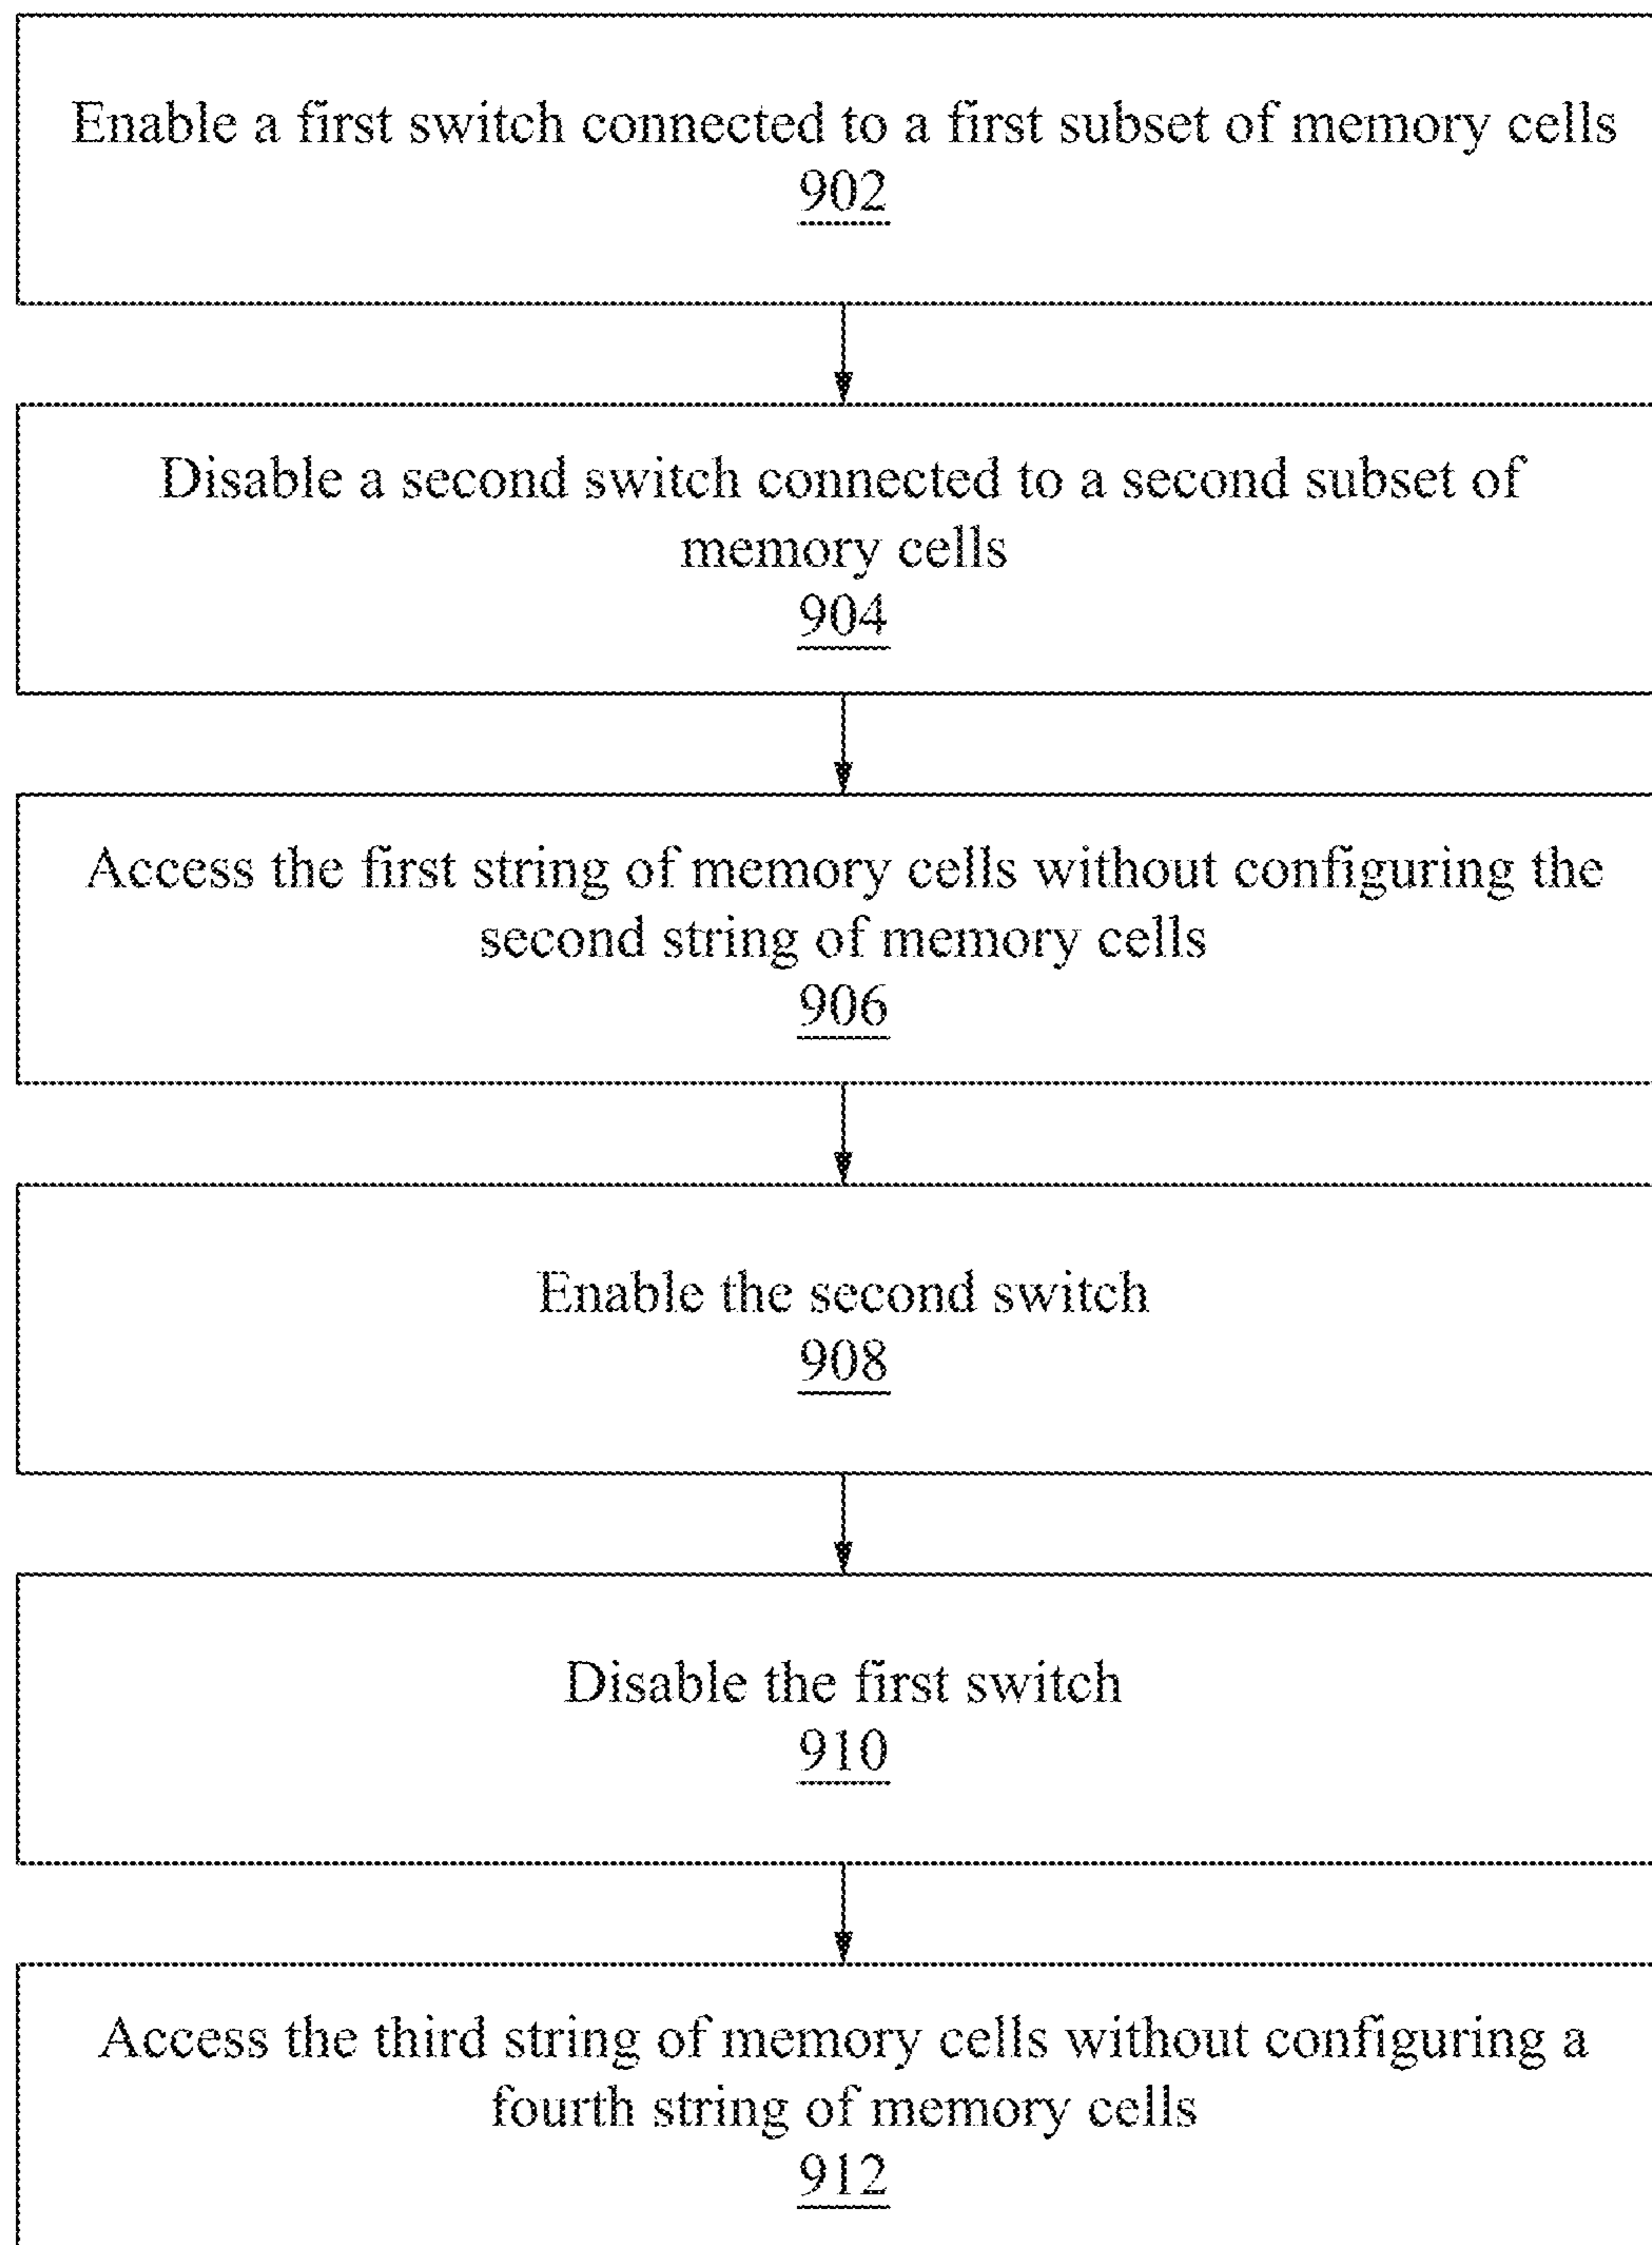 Enable a first switch connected to a first subset of memory cells
902
Disable a second switch connected to a second subset of
memory cells
904
Access the first string of memory cells without configuring the
second string of memory cells
906
Enable the second switch
908
Disable the first switch
910
Access the third string of memory cells without configuring a
fourth string of memory cells
912